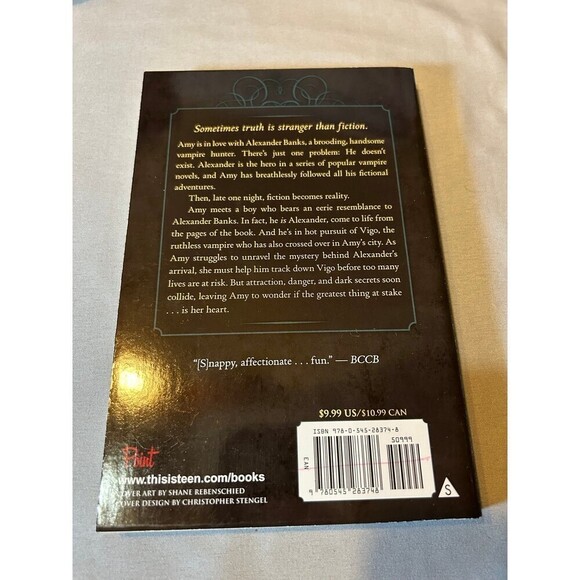 Sometimes truth is stranger than fiction.
Amy is in love with Alexander Banks, a brooding, handsome
vampire hunter. There's just one problem: He doesn't
exist. Alexander is the hero in a series of popular vampire
novels, and Amy has breathlessly followed all his fictional
adventures.
Then, late one night, fiction becomes reality.
Amy meets a boy who bears an eerie resemblance to
Alexander Banks. In fact, he is Alexander, come to life from
the pages of the book. And he's in hot pursuit of Vigo, the
ruthless vampire who has also crossed over in Amy's city. As
Amy struggles to unravel the mystery behind Alexander's
arrival, she must help him track down Vigo before too many
lives are at risk. But attraction, danger, and dark secrets soon
collide, leaving Amy to wonder if the greatest thing at stake
. . . is her heart.
“[S]nappy, affectionate . . . fun.” — BCCB
$9.99 US/$10.99 CAN
ISBN 978-0-545-28374-8
50999
EAN
9 780545 283748
S
Point
www.thisisteen.com/books
COVER ART BY SHANE REBENSCHIED
COVER DESIGN BY CHRISTOPHER STENGEL